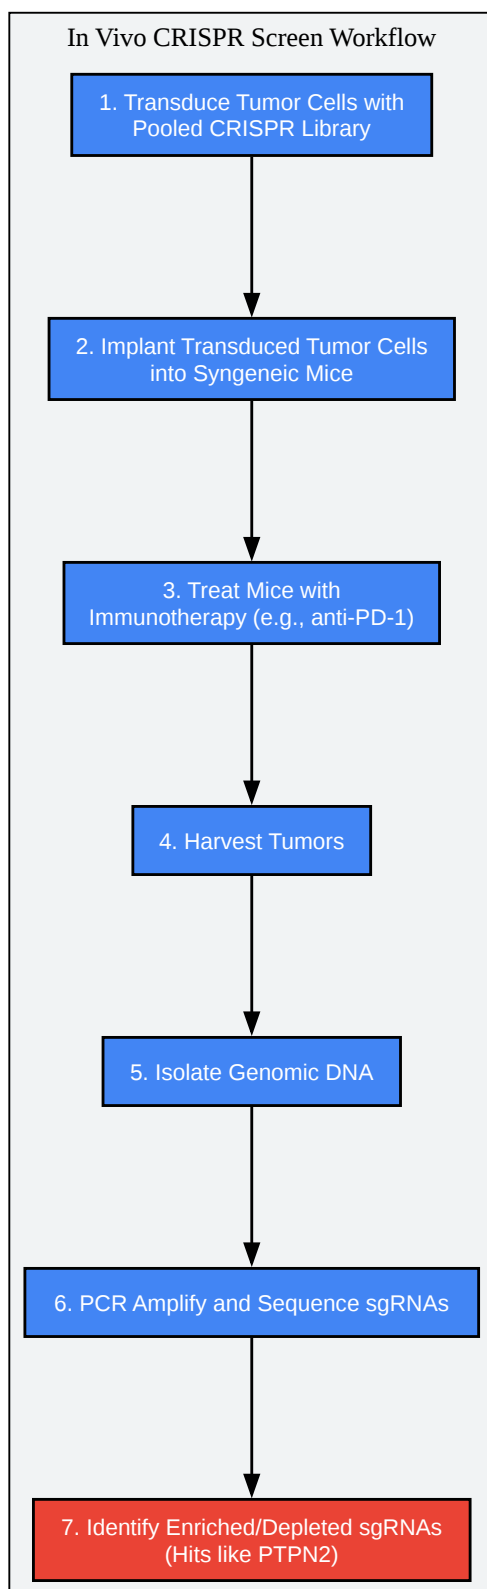 In Vivo CRISPR Screen Workflow
1. Transduce Tumor Cells with
Pooled CRISPR Library
2. Implant Transduced Tumor Cells
into Syngeneic Mice
3. Treat Mice with
Immunotherapy (e.g., anti-PD-1)
4. Harvest Tumors
5. Isolate Genomic DNA
6. PCR Amplify and Sequence sgRNAs
7. Identify Enriched/Depleted sgRNAs
(Hits like PTPN2)